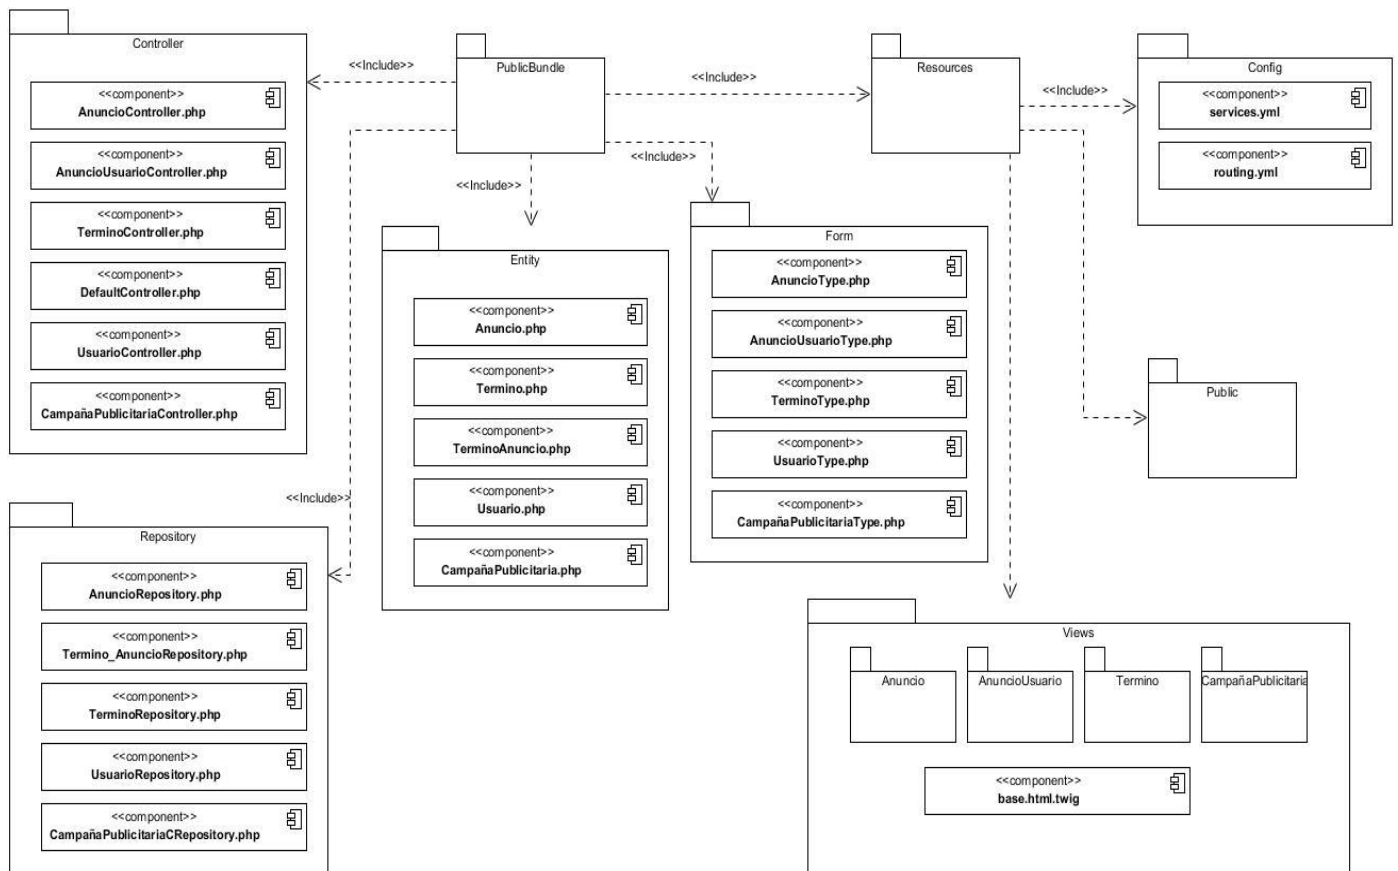 Controller
<<component>>
AnuncioController.php
<<component>>
AnuncioUsuarioController.php
<<component>>
TerminoController.php
<<component>>
DefaultController.php
<<component>>
UsuarioController.php
<<component>>
CampañaPublicitariaController.php
<<Include>>
PublicBundle
<<Include>>
Resources
<<Include>>
Config
<<component>>
services.yml
<<component>>
routing.yml
<<Include>>
<<Include>>
Entity
<<component>>
Anuncio.php
<<component>>
Termino.php
<<component>>
TerminoAnuncio.php
<<component>>
Usuario.php
<<component>>
CampañaPublicitaria.php
Form
<<component>>
AnuncioType.php
<<component>>
AnuncioUsuarioType.php
<<component>>
TerminoType.php
<<component>>
UsuarioType.php
<<component>>
CampañaPublicitariaType.php
Public
<<Include>>
Repository
<<component>>
AnuncioRepository.php
<<component>>
Termino_AnuncioRepository.php
<<component>>
TerminoRepository.php
<<component>>
UsuarioRepository.php
<<component>>
CampañaPublicitariaCRepository.php
Views
Anuncio
AnuncioUsuario
Termino
CampañaPublicitaria
<<component>>
base.html.twig